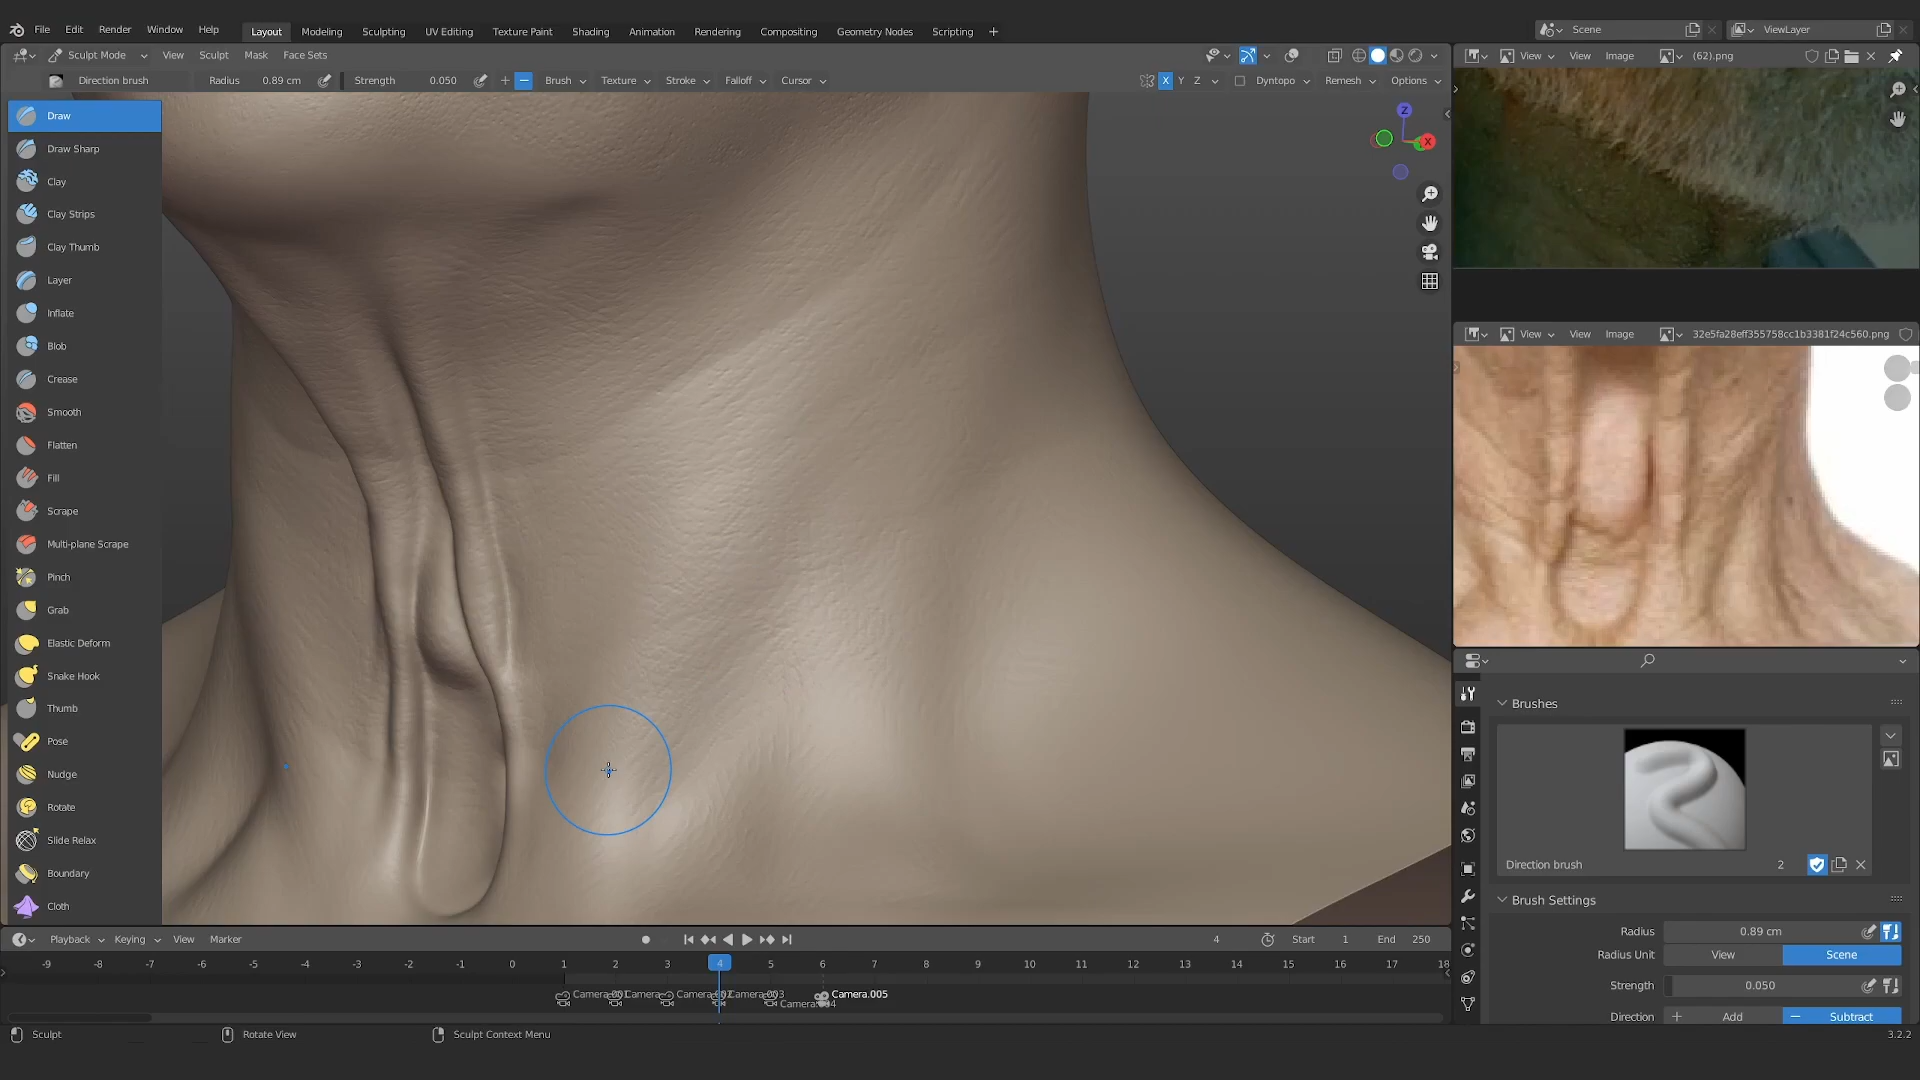 File Edit Render Window Help Layout Modeling Sculpting UV Editing Texture Paint Shading Animation Rendering Compositing Geometry Nodes Scripting + Scene ViewLayer
Sculpt Mode View Sculpt Mask Face Sets View View Image (62).png
Direction brush Radius 0.89 cm Strength 0.050 Brush Texture Stroke Falloff Cursor X Y Z Dyntopo Remesh Options
Draw
Draw Sharp
Clay
Clay Strips
Clay Thumb
Layer
Inflate
Blob
Crease
Smooth
Flatten
Fill
Scrape
Multi-plane Scrape
Pinch
Grab
Elastic Deform
Snake Hook
Thumb
Pose
Nudge
Rotate
Slide Relax
Boundary
Cloth
Z
X
View View Image 32e5fa28eff355758cc1b3381f24c560.png
Brushes
Direction brush 2
Brush Settings
Radius 0.89 cm
Radius Unit View Scene
Strength 0.050
Direction Add Subtract
Playback Keying View Marker 4 Start 1 End 250
-9 -8 -7 -6 -5 -4 -3 -2 -1 0 1 2 3 4 5 6 7 8 9 10 11 12 13 14 15 16 17 18
Camera.003 Camera.005
Sculpt Rotate View Sculpt Context Menu 3.2.2